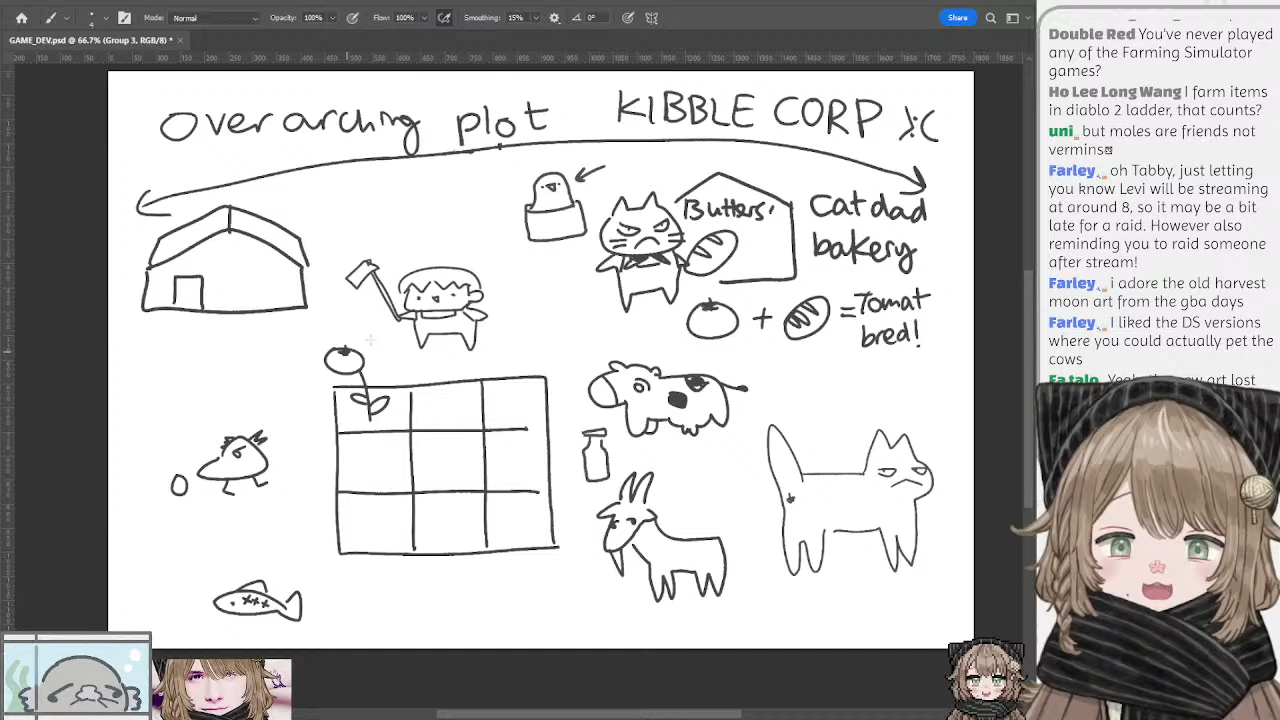 Mode: Normal Opacity: 100% Flow: 100% Smoothing: 15% 0° Share
GAME_DEV.psd @ 66.7% (Group 3, RGB/8) *
overarching plot KIBBLE CORP
Butters'
cat dad
bakery
+ = Tomat
bred!
Double Red You've never played
any of the Farming Simulator
games?
Ho Lee Long Wang I farm items
in diablo 2 ladder, that counts?
uni_ but moles are friends not
vermins
Farley_ oh Tabby, just letting
you know Levi will be streaming
at around 8, so it may be a bit
late for a raid. However also
reminding you to raid someone
after stream!
Farley_ i adore the old harvest
moon art from the gba days
Farley_ I liked the DS versions
where you could actually pet the
cows